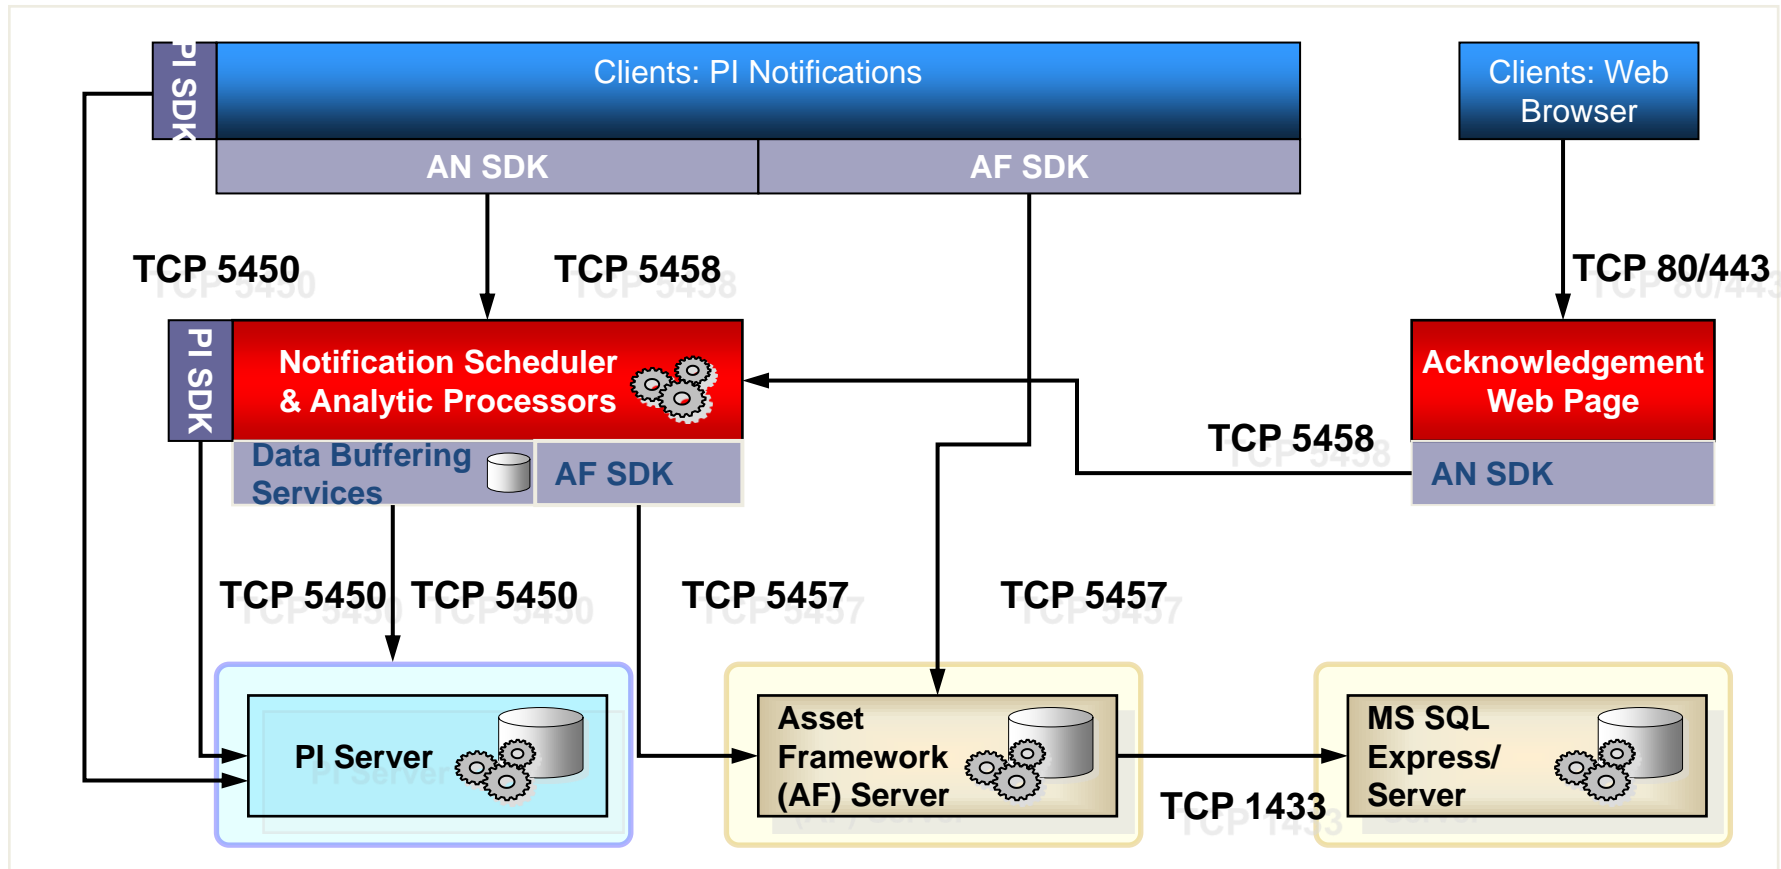 PI SDK
Clients: PI Notifications
Clients: Web
Browser
AN SDK
AF SDK
TCP 5450
TCP 5458
TCP 80/443
PI SDK
Notification Scheduler
& Analytic Processors
Acknowledgement
Web Page
Data Buffering
Services
AF SDK
TCP 5458
AN SDK
TCP 5450
TCP 5450
TCP 5457
TCP 5457
PI Server
Asset
Framework
(AF) Server
TCP 1433
MS SQL
Express/
Server